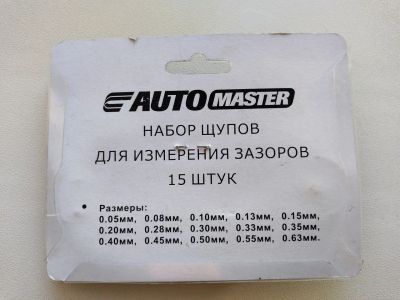 AUTO MASTER
НАБОР ЩУПОВ
ДЛЯ ИЗМЕРЕНИЯ ЗАЗОРОВ
15 ШТУК
• Размеры:
0.05мм, 0.08мм, 0.10мм, 0.13мм, 0.15мм,
0.20мм, 0.28мм, 0.30мм, 0.33мм, 0.35мм,
0.40мм, 0.45мм, 0.50мм, 0.55мм, 0.63мм.